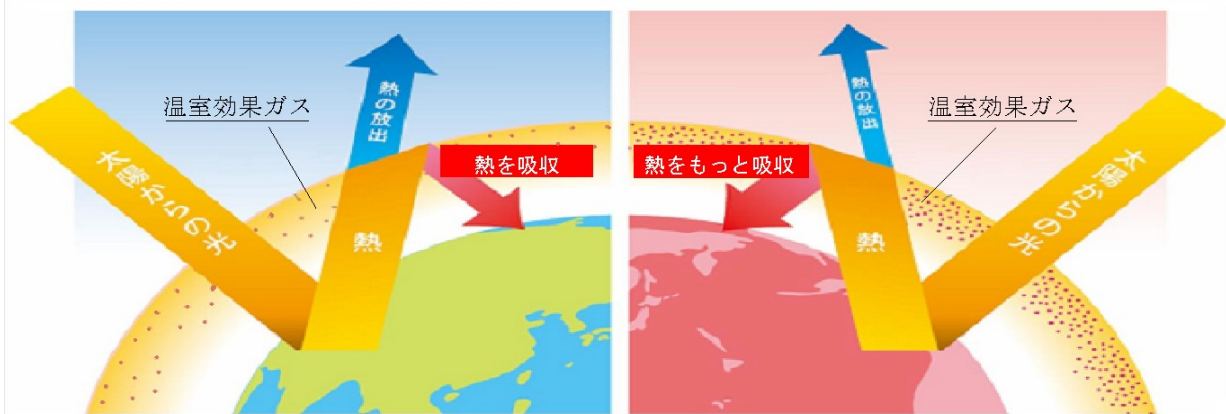 温室効果ガス
太陽からの光
熱の放出
熱
熱を吸収
熱をもっと吸収
熱の放出
温室効果ガス
熱
太陽からの光